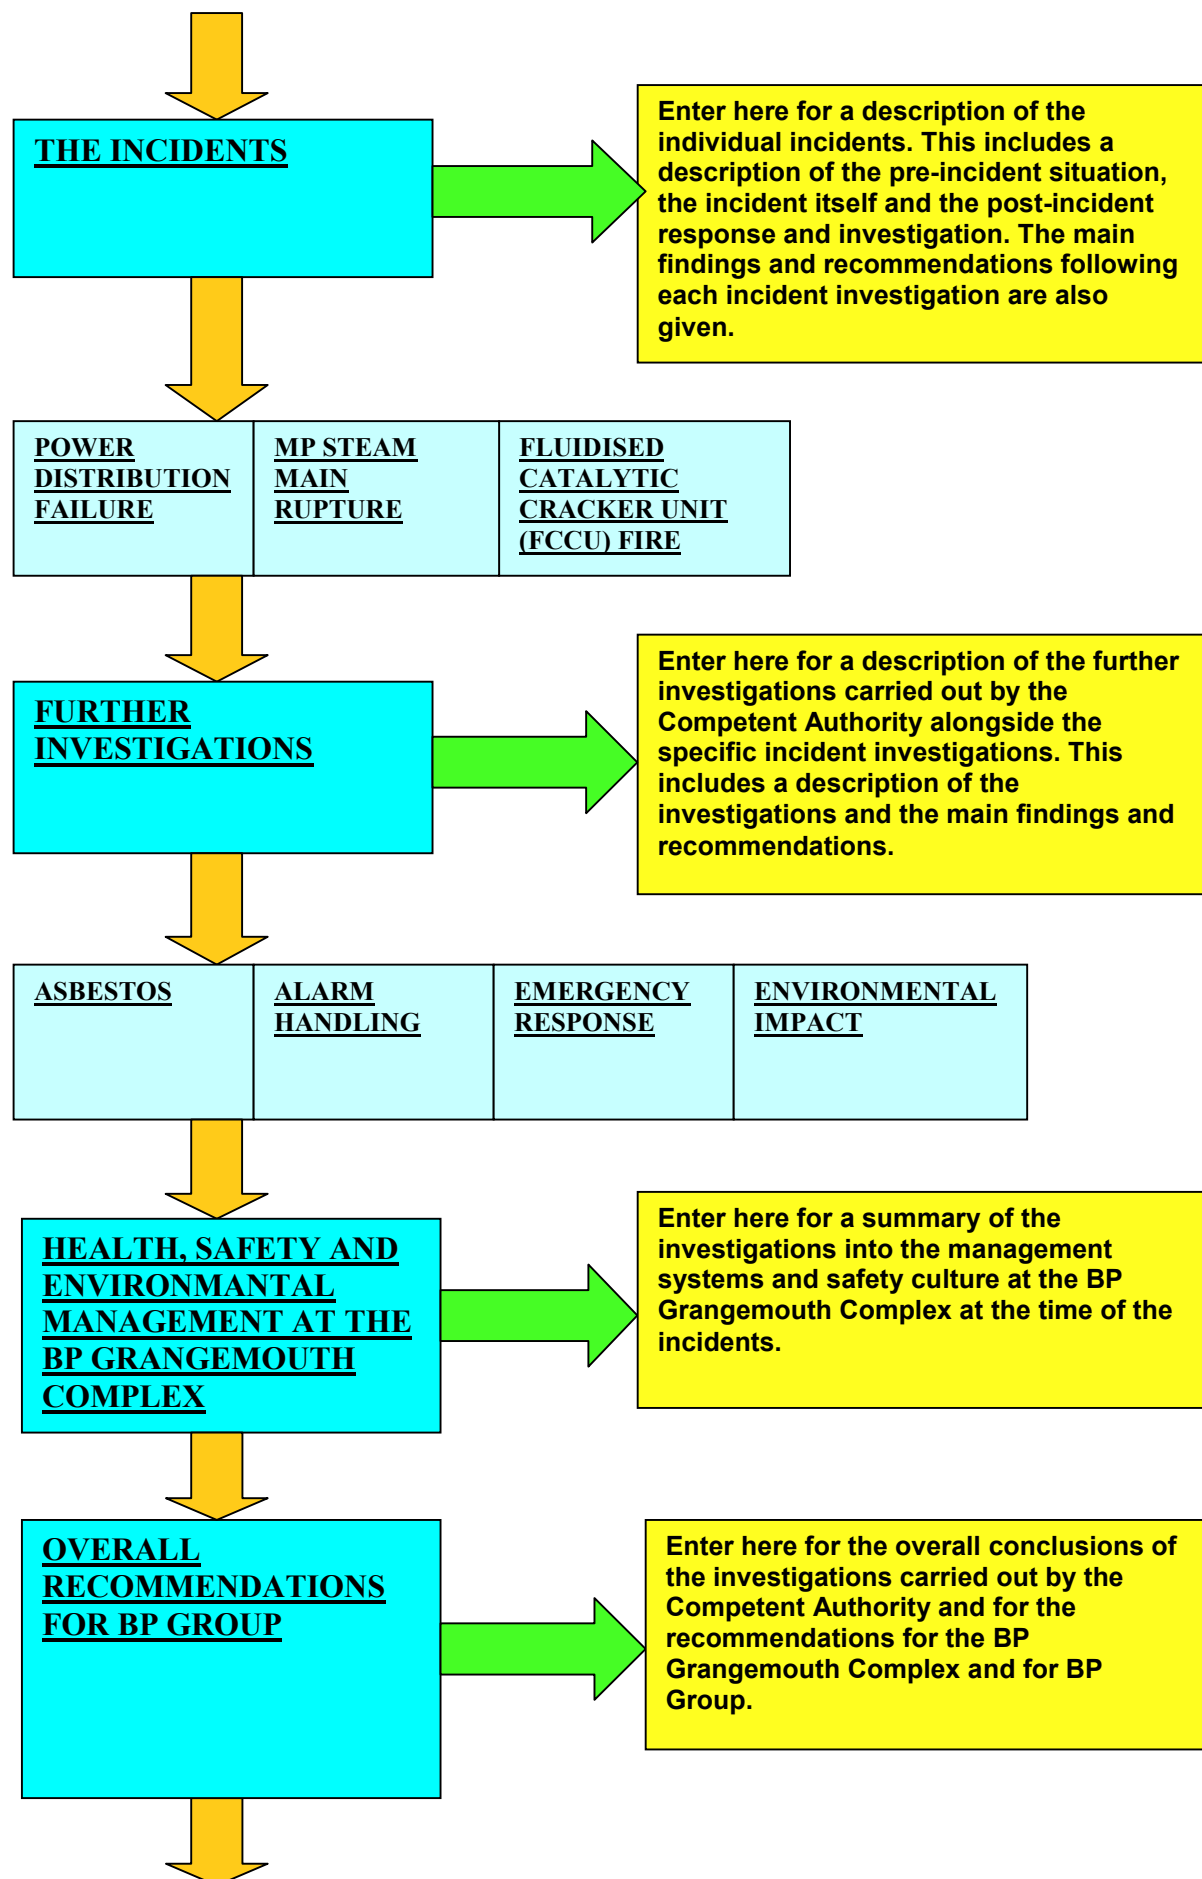 THE INCIDENTS
Enter here for a description of the
individual incidents. This includes a
description of the pre-incident situation,
the incident itself and the post-incident
response and investigation. The main
findings and recommendations following
each incident investigation are also
given.
POWER
DISTRIBUTION
FAILURE
MP STEAM
MAIN
RUPTURE
FLUIDISED
CATALYTIC
CRACKER UNIT
(FCCU) FIRE
FURTHER
INVESTIGATIONS
Enter here for a description of the further
investigations carried out by the
Competent Authority alongside the
specific incident investigations. This
includes a description of the
investigations and the main findings and
recommendations.
ASBESTOS
ALARM
HANDLING
EMERGENCY
RESPONSE
ENVIRONMENTAL
IMPACT
HEALTH, SAFETY AND
ENVIRONMANTAL
MANAGEMENT AT THE
BP GRANGEMOUTH
COMPLEX
Enter here for a summary of the
investigations into the management
systems and safety culture at the BP
Grangemouth Complex at the time of the
incidents.
OVERALL
RECOMMENDATIONS
FOR BP GROUP
Enter here for the overall conclusions of
the investigations carried out by the
Competent Authority and for the
recommendations for the BP
Grangemouth Complex and for BP
Group.